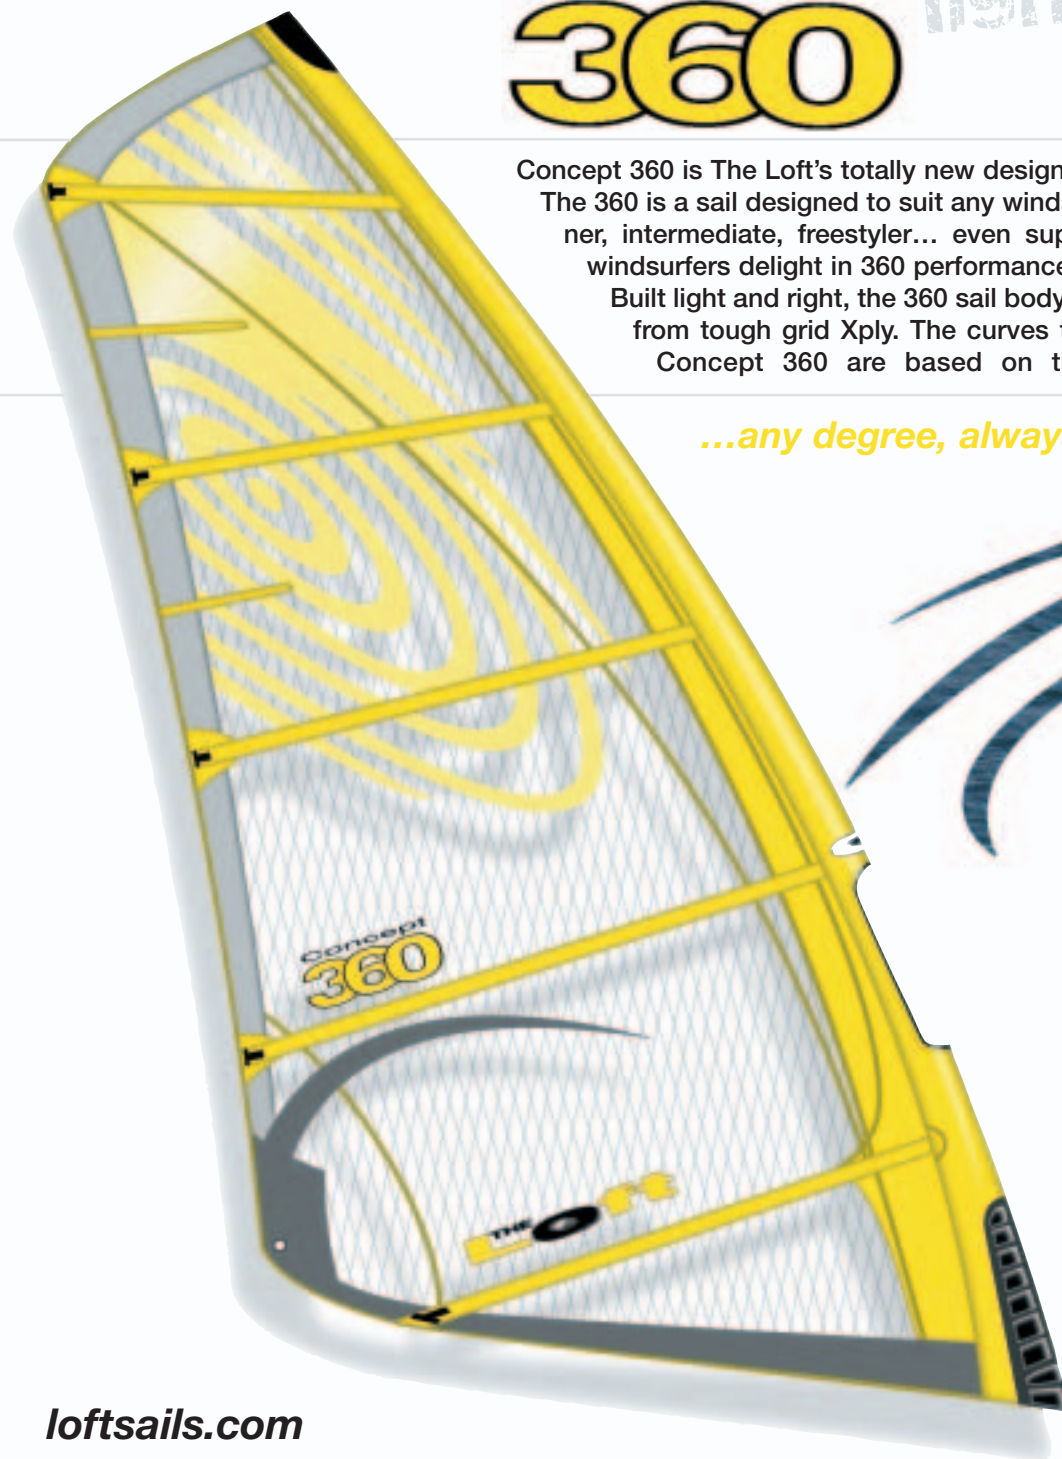 360
Concept 360 is The Loft’s totally new design
The 360 is a sail designed to suit any wind
ner, intermediate, freestyler… even sup
windsurfers delight in 360 performance
Built light and right, the 360 sail body
from tough grid Xply. The curves
Concept 360 are based on
…any degree, alway
Concept
360
THE Loft
loftsails.com